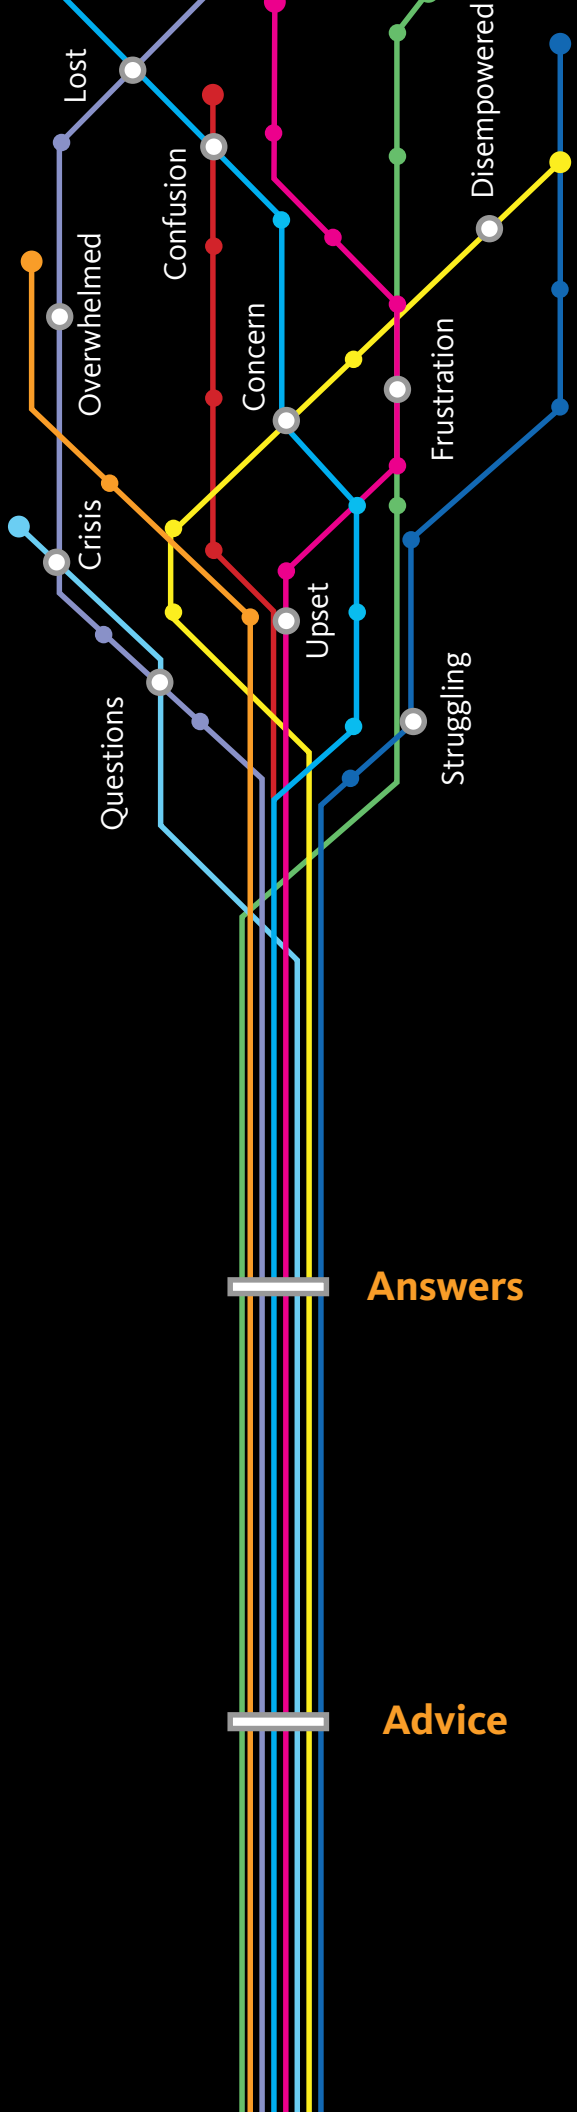 Lost
Disempowered
Confusion
Overwhelmed
Concern
Frustration
Crisis
Upset
Struggling
Questions
Answers
Advice